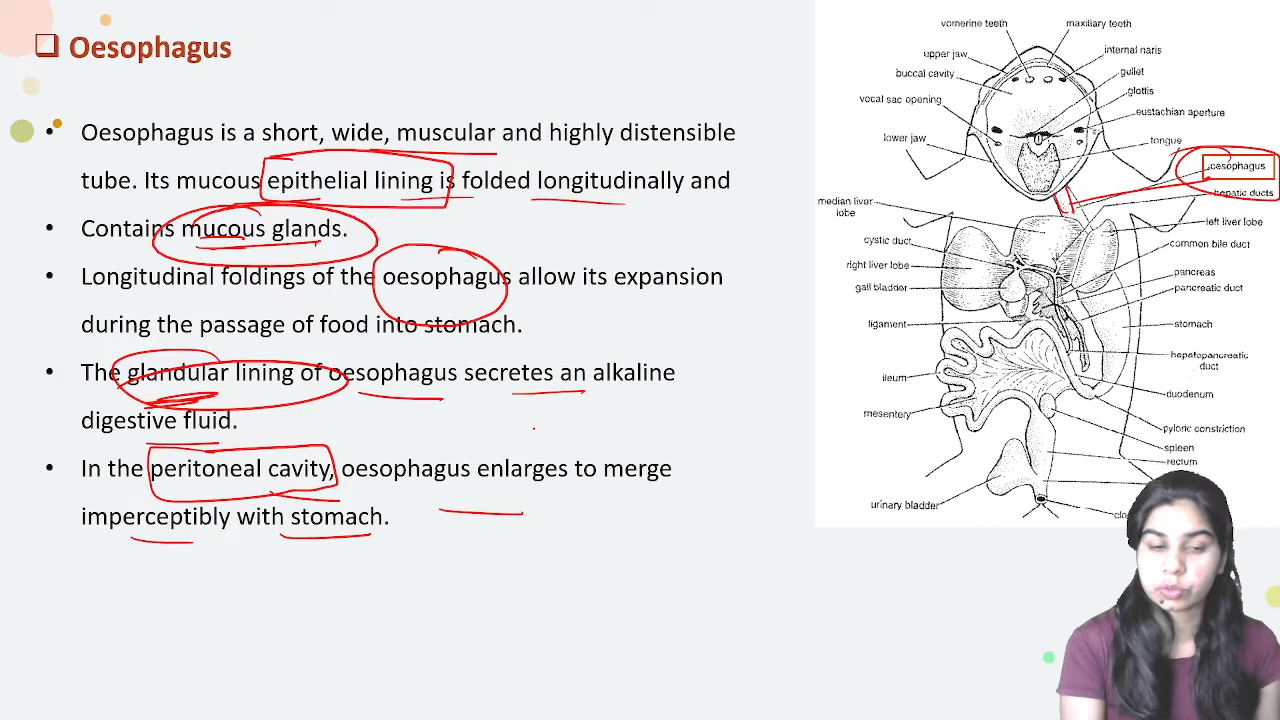 Oesophagus
Oesophagus is a short, wide, muscular and highly distensible
tube. Its mucous epithelial lining is folded longitudinally and
Contains mucous glands.
Longitudinal foldings of the oesophagus allow its expansion
during the passage of food into stomach.
The glandular lining of oesophagus secretes an alkaline
digestive fluid.
In the peritoneal cavity, oesophagus enlarges to merge
imperceptibly with stomach.
vomerine teeth
maxiliary teeth
upper jaw
internal naris
buccal cavity
gullet
vocal sac opening
glottis
eustachian aperture
lower jaw
tongue
oesophagus
hepatic ducts
median liver
lobe
left liver lobe
cystic duct
common bile duct
right liver lobe
pancreas
gall bladder
pancreatic duct
ligament
stomach
hepatopancreatic
duct
ileum
duodenum
mesentery
pyloric constriction
spleen
rectum
urinary bladder